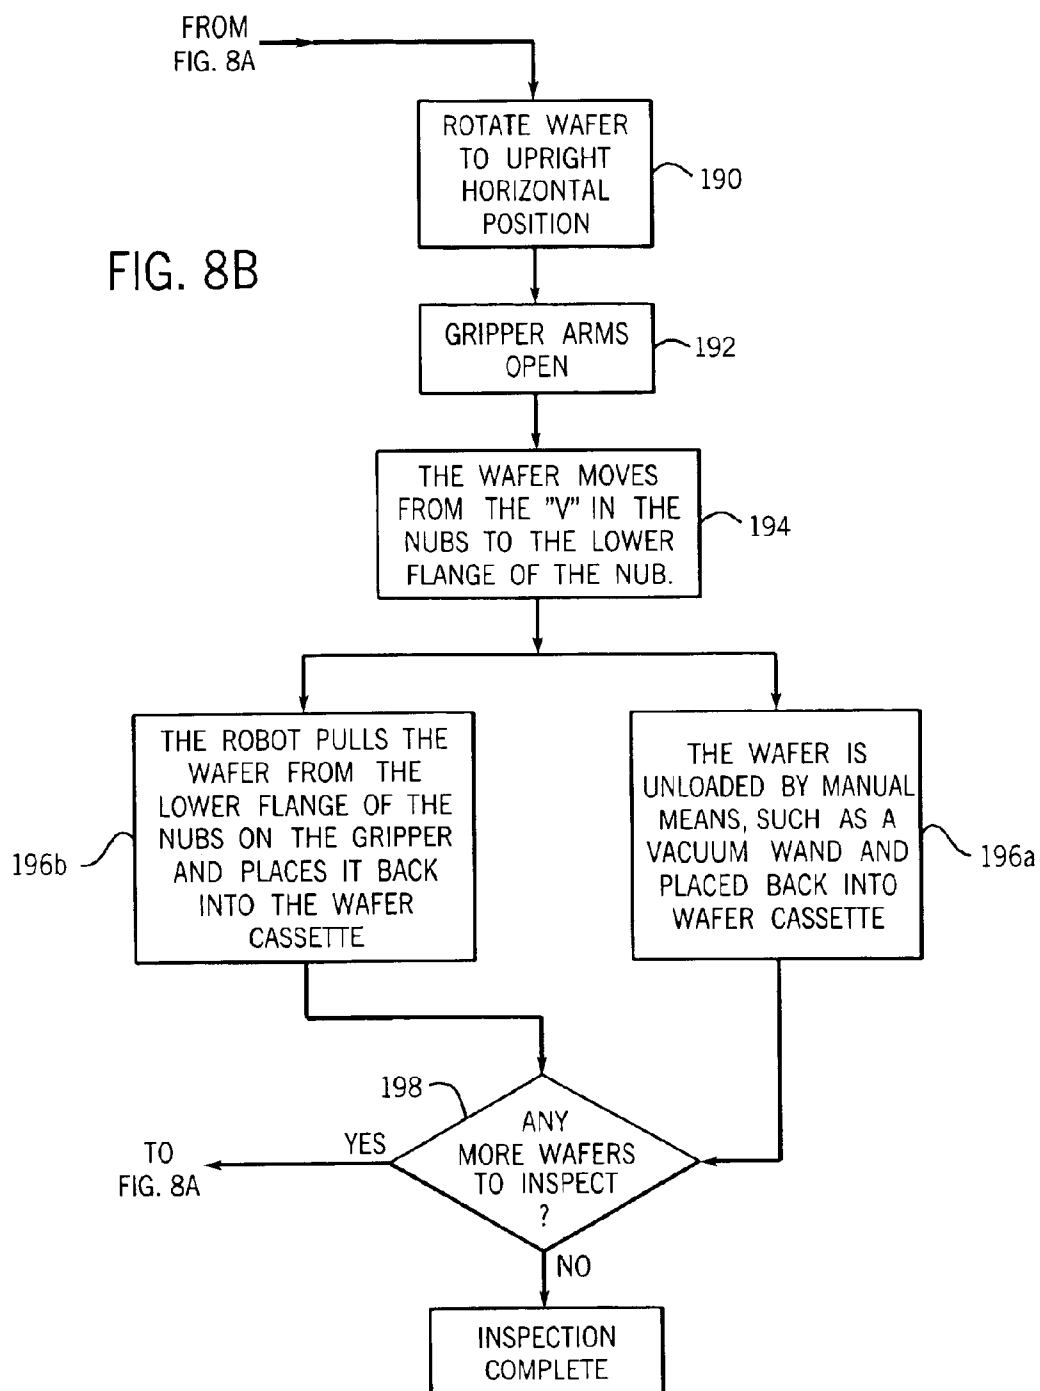 FROM
FIG. 8A
ROTATE WAFER
TO UPRIGHT
HORIZONTAL
POSITION
190
FIG. 8B
GRIPPER ARMS
OPEN
192
THE WAFER MOVES
FROM THE "V" IN THE
NUBS TO THE LOWER
FLANGE OF THE NUB.
194
THE ROBOT PULLS THE
WAFER FROM THE
LOWER FLANGE OF THE
NUBS ON THE GRIPPER
AND PLACES IT BACK
INTO THE WAFER
CASSETTE
196b
THE WAFER IS
UNLOADED BY MANUAL
MEANS, SUCH AS A
VACUUM WAND AND
PLACED BACK INTO
WAFER CASSETTE
196a
198
ANY
MORE WAFERS
TO INSPECT
?
YES
TO
FIG. 8A
NO
INSPECTION
COMPLETE